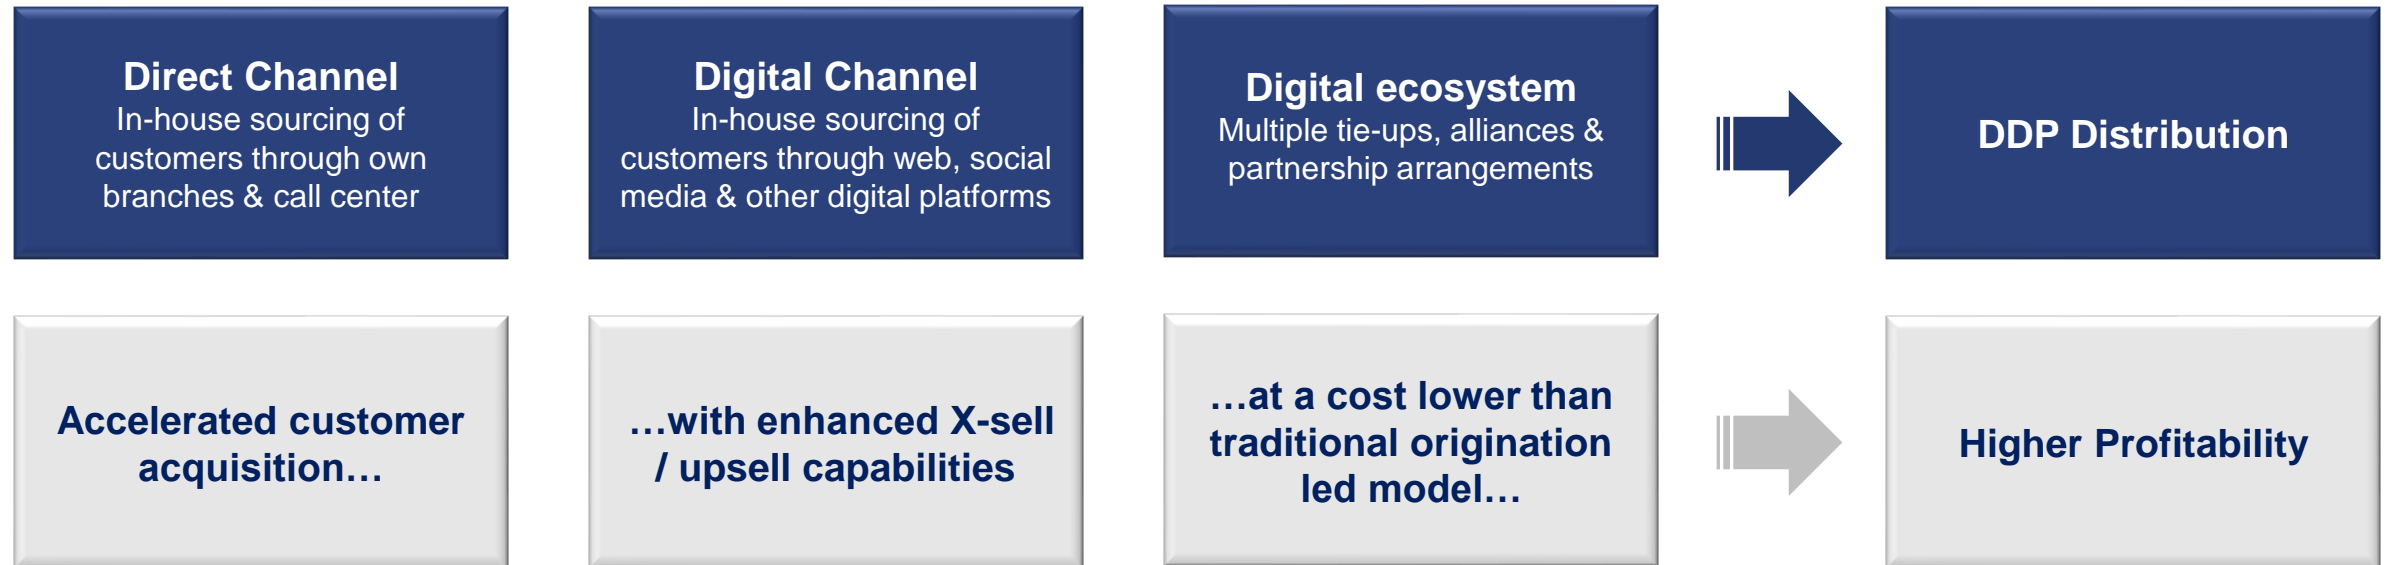 Direct Channel
In-house sourcing of
customers through own
branches & call center
Digital Channel
In-house sourcing of
customers through web, social
media & other digital platforms
Digital ecosystem
Multiple tie-ups, alliances &
partnership arrangements
DDP Distribution
Accelerated customer
acquisition…
…with enhanced X-sell
/ upsell capabilities
…at a cost lower than
traditional origination
led model…
Higher Profitability